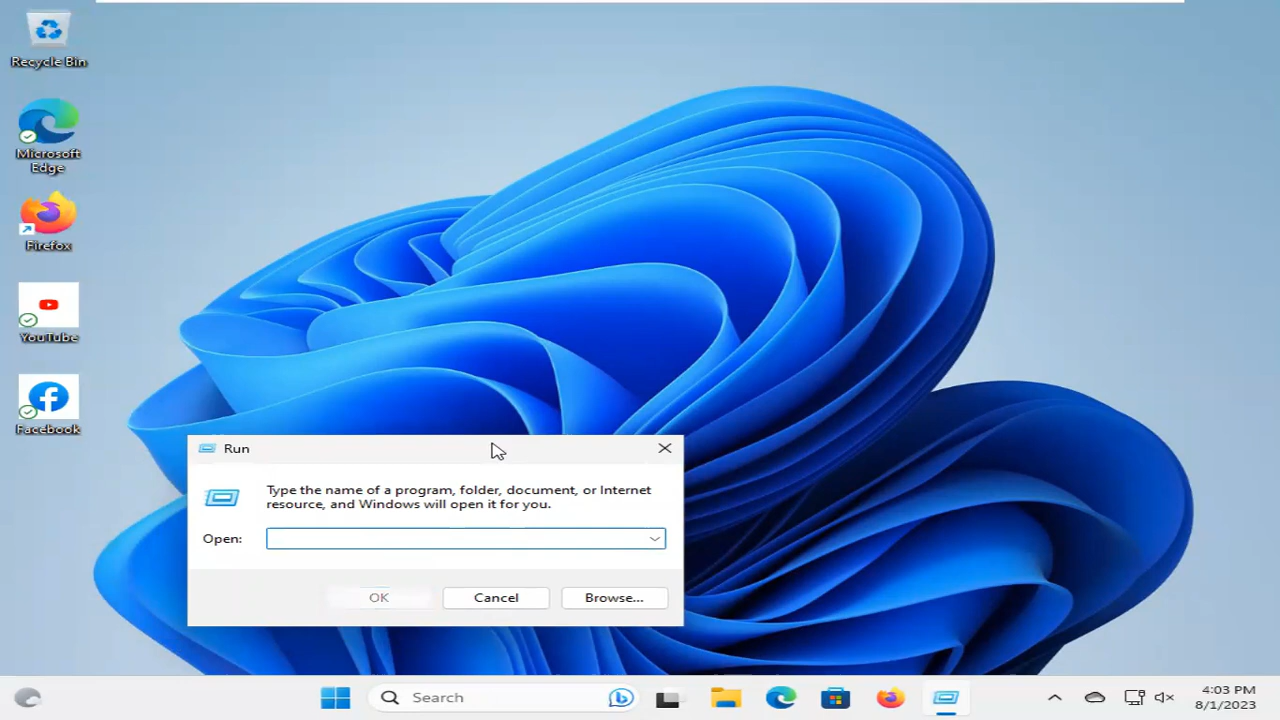 Recycle Bin
Microsoft
Edge
Firefox
YouTube
Facebook
Run
Type the name of a program, folder, document, or Internet
resource, and Windows will open it for you.
Open:
OK
Cancel
Browse...
Search
4:03 PM
8/1/2023